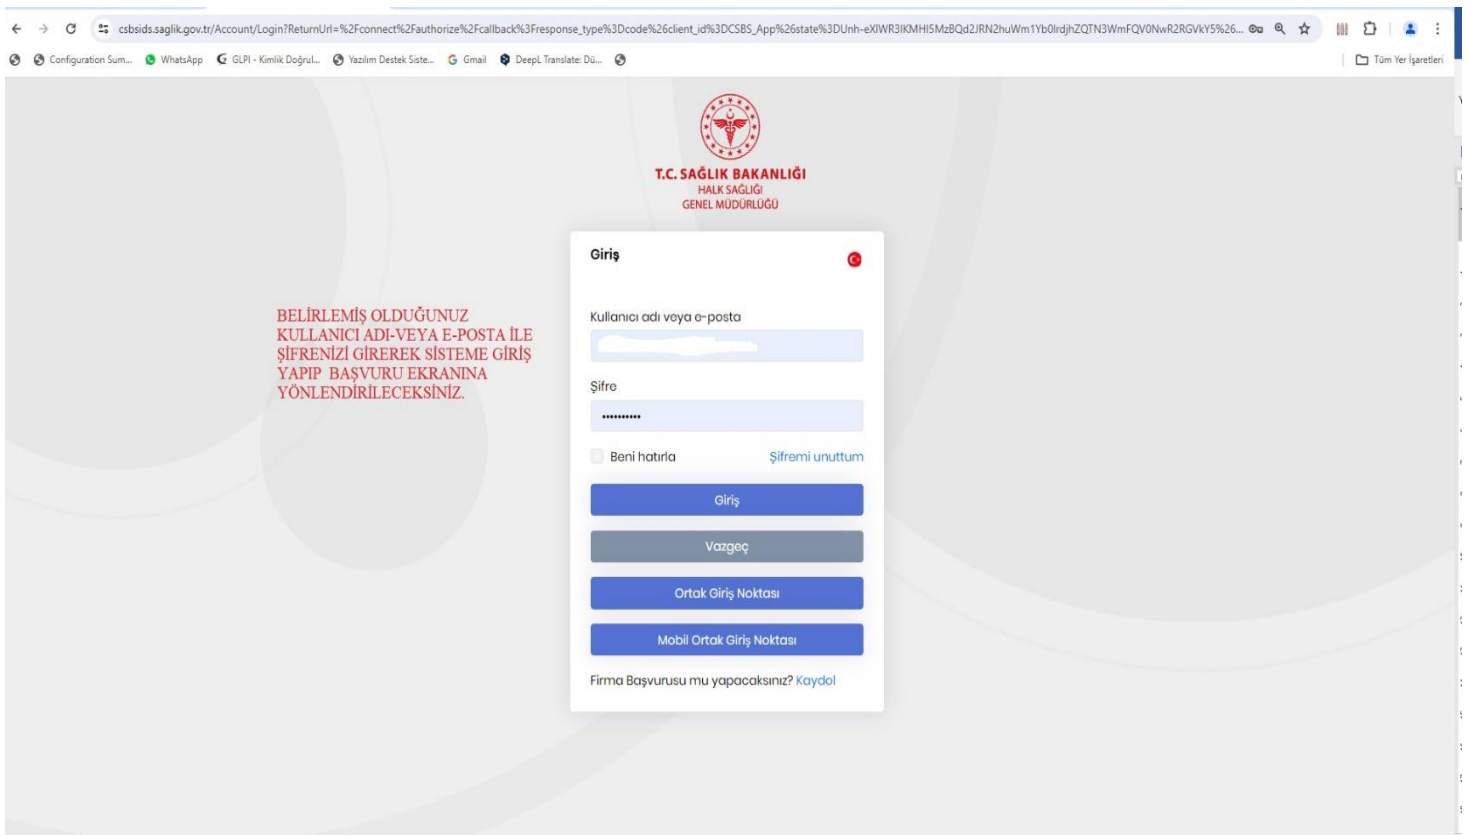 csbsids.saglik.gov.tr/Account/Login?ReturnUrl=%2Fconnect%2Fauthorize%2Fcallback%3Fresponse_type%3Dcode%26client_id%3DCSBS_App%26state%3DUnh-eXlWR3lKMHI5MzBQd2JRN2huWm1Yb0lrdjhZQTN3WmFQV0NwR2RGVkY5%26...
Configuration Sum... WhatsApp GLPI - Kimlik Doğrul... Yazılım Destek Siste... Gmail DeepL Translate: Dü... Tüm Yer İşaretleri
T.C. SAĞLIK BAKANLIĞI
HALK SAĞLIĞI
GENEL MÜDÜRLÜĞÜ
BELİRLEMİŞ OLDUĞUNUZ
KULLANICI ADI-VEYA E-POSTA İLE
ŞİFRENİZİ GİREREK SİSTEME GİRİŞ
YAPIP BAŞVURU EKRANINA
YÖNLENDİRİLECEKSİNİZ.
Giriş
Kullanıcı adı veya e-posta
Şifre
Beni hatırla Şifremi unuttum
Giriş
Vazgeç
Ortak Giriş Noktası
Mobil Ortak Giriş Noktası
Firma Başvurusu mu yapacaksınız? Kaydol